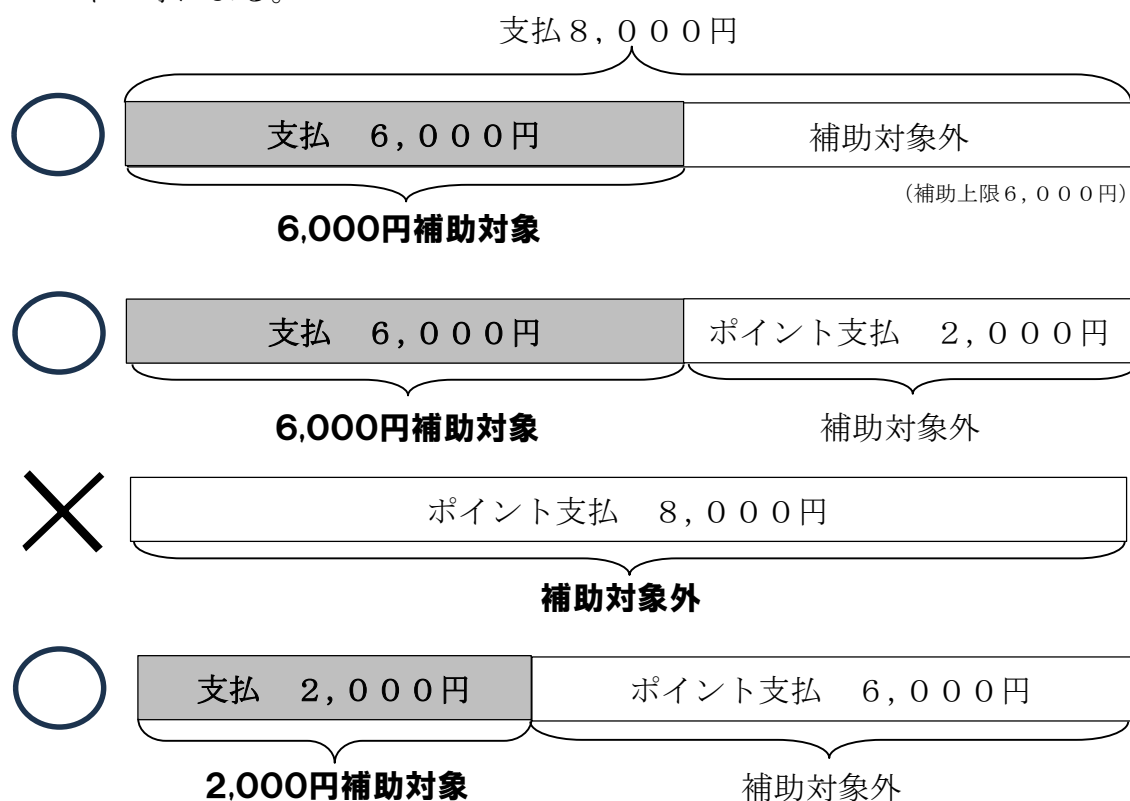 支払８,０００円
支払　６,０００円
補助対象外
（補助上限６,０００円）
6,000円補助対象
支払　６,０００円
ポイント支払　２,０００円
6,000円補助対象
補助対象外
ポイント支払　８,０００円
補助対象外
支払　２,０００円
ポイント支払　６,０００円
2,000円補助対象
補助対象外